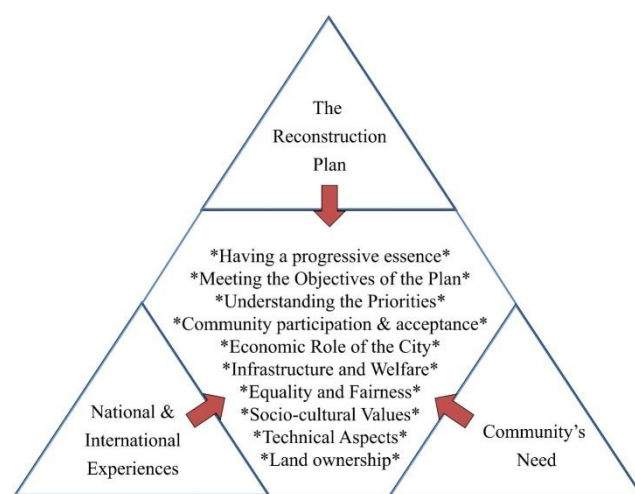 The
Reconstruction
Plan
*Having a progressive essence*
*Meeting the Objectives of the Plan*
*Understanding the Priorities*
*Community participation & acceptance*
*Economic Role of the City*
*Infrastructure and Welfare*
*Equality and Fairness*
*Socio-cultural Values*
*Technical Aspects*
*Land ownership*
National &
International
Experiences
Community’s
Need